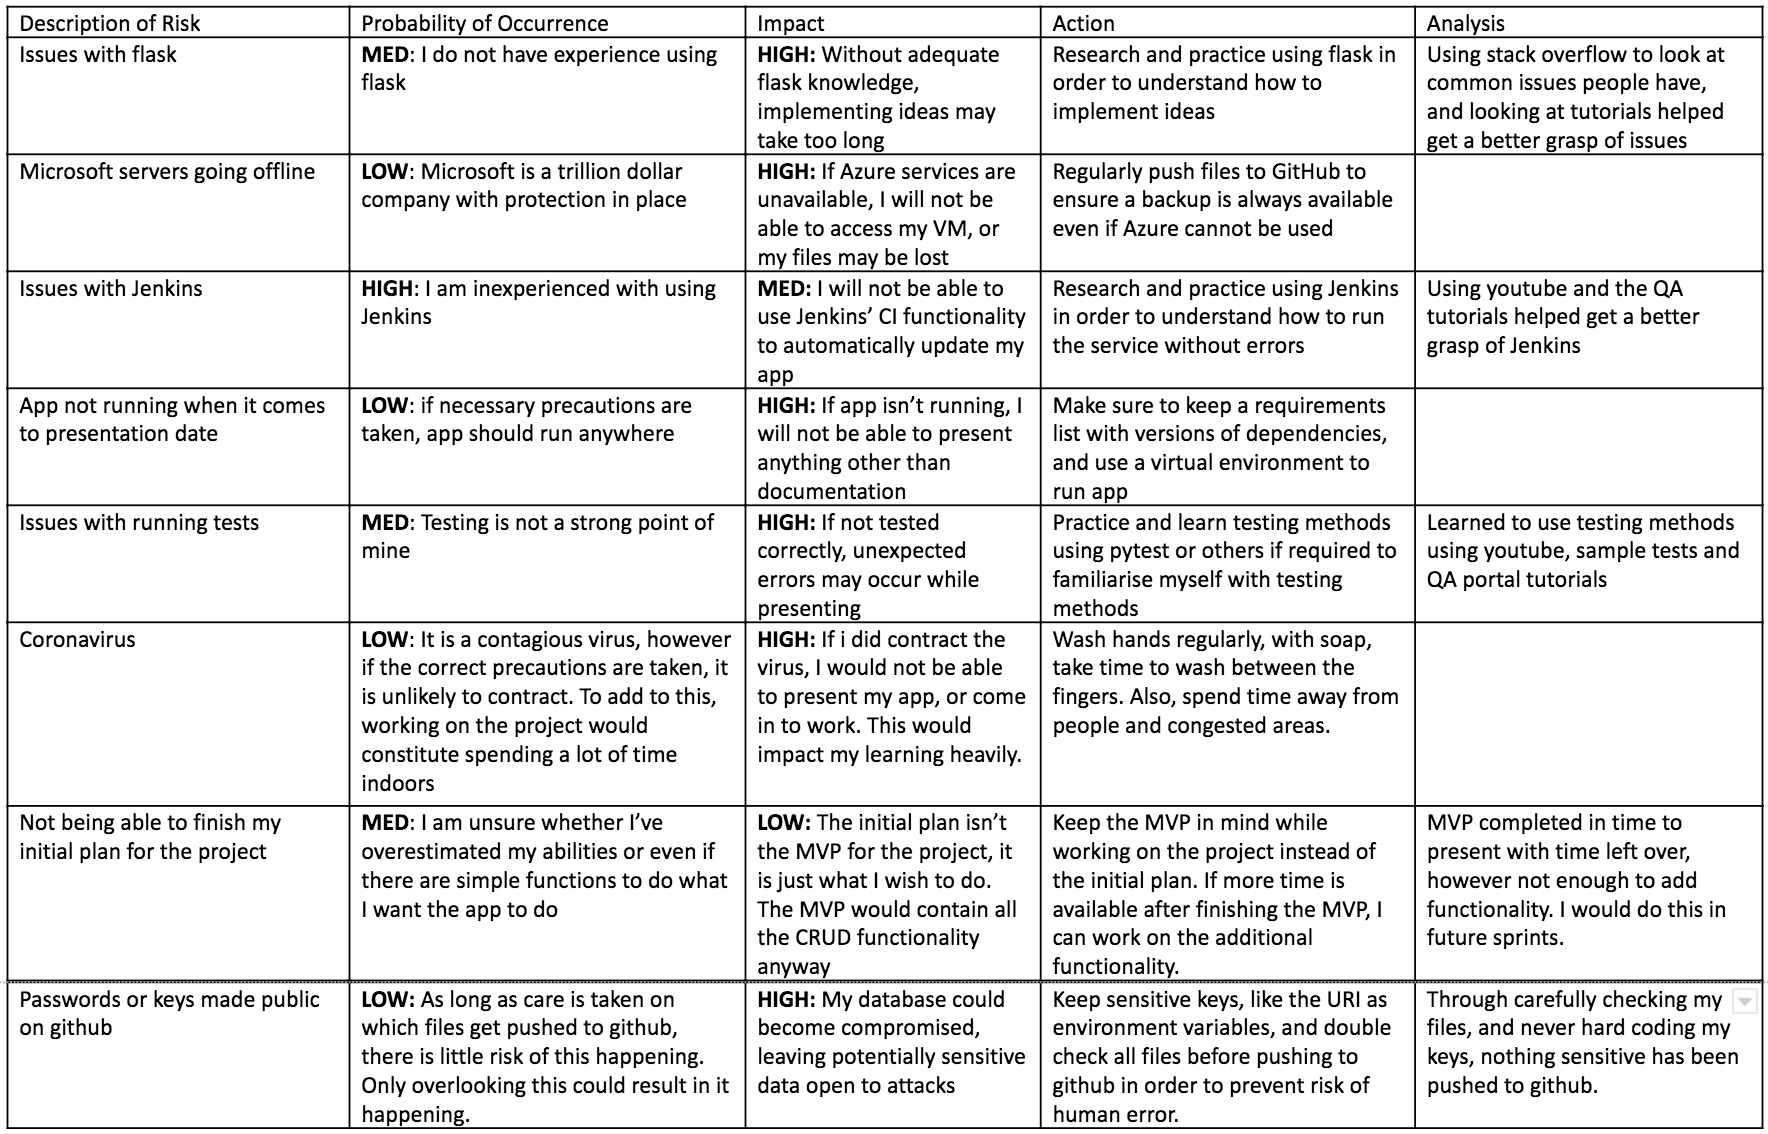 Description of Risk
Probability of Occurrence
Impact
Action
Analysis
Issues with flask
MED: I do not have experience using
flask
HIGH: Without adequate
flask knowledge,
implementing ideas may
take too long
Research and practice using flask in
order to understand how to
implement ideas
Using stack overflow to look at
common issues people have,
and looking at tutorials helped
get a better grasp of issues
Microsoft servers going offline
LOW: Microsoft is a trillion dollar
company with protection in place
HIGH: If Azure services are
unavailable, I will not be
able to access my VM, or
my files may be lost
Regularly push files to GitHub to
ensure a backup is always available
even if Azure cannot be used
Issues with Jenkins
HIGH: I am inexperienced with using
Jenkins
MED: I will not be able to
use Jenkins’ CI functionality
to automatically update my
app
Research and practice using Jenkins
in order to understand how to run
the service without errors
Using youtube and the QA
tutorials helped get a better
grasp of Jenkins
App not running when it comes
to presentation date
LOW: if necessary precautions are
taken, app should run anywhere
HIGH: If app isn’t running, I
will not be able to present
anything other than
documentation
Make sure to keep a requirements
list with versions of dependencies,
and use a virtual environment to
run app
Issues with running tests
MED: Testing is not a strong point of
mine
HIGH: If not tested
correctly, unexpected
errors may occur while
presenting
Practice and learn testing methods
using pytest or others if required to
familiarise myself with testing
methods
Learned to use testing methods
using youtube, sample tests and
QA portal tutorials
Coronavirus
LOW: It is a contagious virus, however
if the correct precautions are taken, it
is unlikely to contract. To add to this,
working on the project would
constitute spending a lot of time
indoors
HIGH: If i did contract the
virus, I would not be able
to present my app, or come
in to work. This would
impact my learning heavily.
Wash hands regularly, with soap,
take time to wash between the
fingers. Also, spend time away from
people and congested areas.
Not being able to finish my
initial plan for the project
MED: I am unsure whether I’ve
overestimated my abilities or even if
there are simple functions to do what
I want the app to do
LOW: The initial plan isn’t
the MVP for the project, it
is just what I wish to do.
The MVP would contain all
the CRUD functionality
anyway
Keep the MVP in mind while
working on the project instead of
the initial plan. If more time is
available after finishing the MVP, I
can work on the additional
functionality.
MVP completed in time to
present with time left over,
however not enough to add
functionality. I would do this in
future sprints.
Passwords or keys made public
on github
LOW: As long as care is taken on
which files get pushed to github,
there is little risk of this happening.
Only overlooking this could result in it
happening.
HIGH: My database could
become compromised,
leaving potentially sensitive
data open to attacks
Keep sensitive keys, like the URI as
environment variables, and double
check all files before pushing to
github in order to prevent risk of
human error.
Through carefully checking my
files, and never hard coding my
keys, nothing sensitive has been
pushed to github.